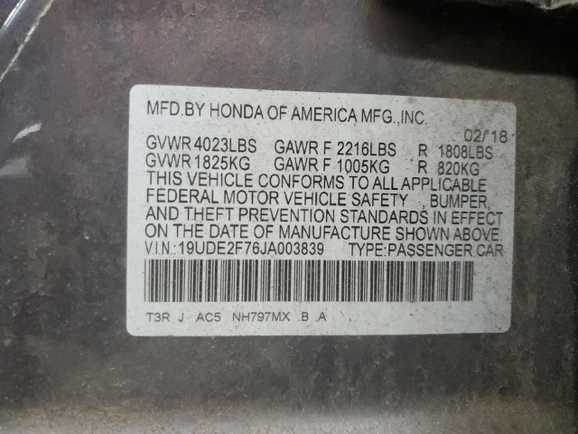 MFD.BY HONDA OF AMERICA MFG.,INC.
02/18
GVWR 4023LBS GAWR F 2216LBS R 1808LBS
GVWR 1825KG GAWR F 1005KG R 820KG
THIS VEHICLE CONFORMS TO ALL APPLICABLE
FEDERAL MOTOR VEHICLE SAFETY , BUMPER,
AND THEFT PREVENTION STANDARDS IN EFFECT
ON THE DATE OF MANUFACTURE SHOWN ABOVE.
V.I.N.:19UDE2F76JA003839 TYPE:PASSENGER CAR
T3R J AC5 NH797MX B A